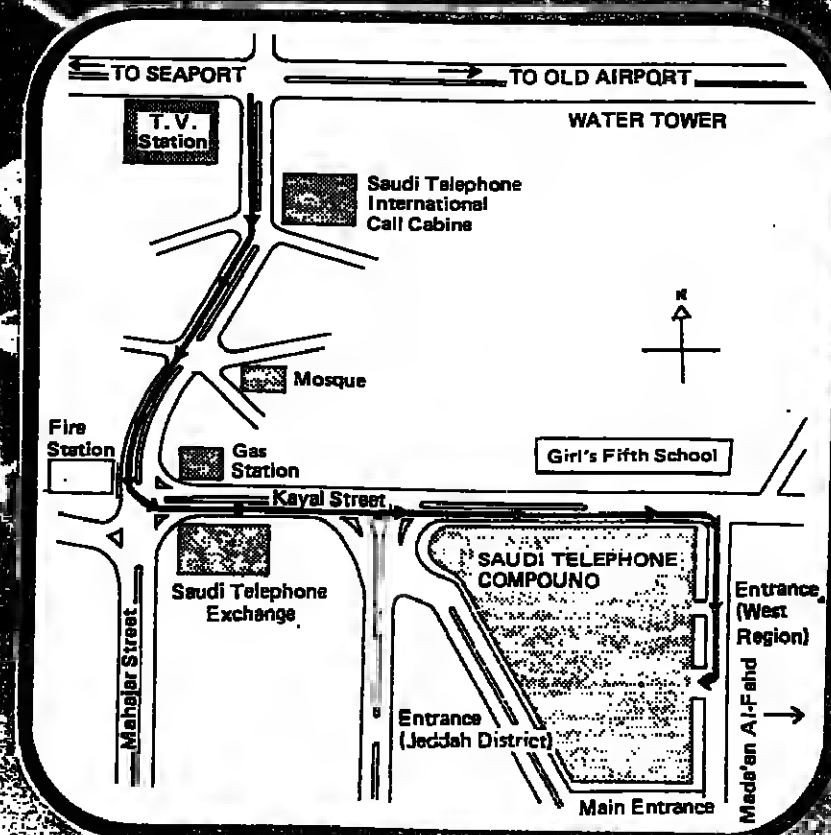 TO SEAPORT
TO OLD AIRPORT
WATER TOWER
T. V.
Station
Saudi Telephone
International
Call Cabine
N
Mosque
Fire
Station
Gas
Station
Girl's Fifth School
Kayal Street
Saudi Telephone
Exchange
SAUDI TELEPHONE
COMPOUND
Entrance
(West
Region)
Mahajar Street
Entrance
(Jeddah District)
Mada'an Al-Fahd
Main Entrance